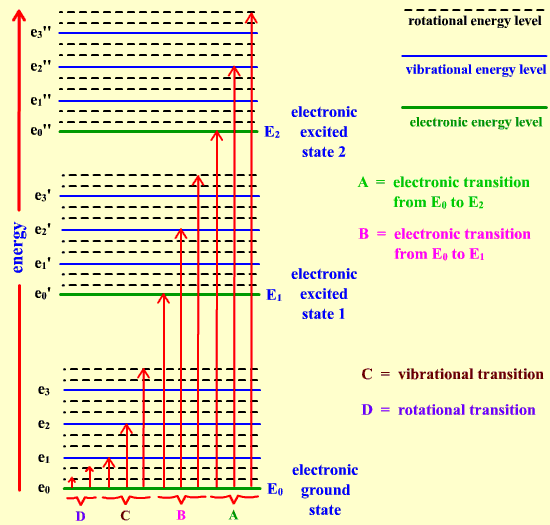 e₃''
e₂''
e₁''
e₀''
E₂
electronic
excited
state 2
e₃'
e₂'
e₁'
e₀'
E₁
electronic
excited
state 1
e₃
e₂
e₁
e₀
E₀
electronic
ground
state
energy
D
C
B
A
rotational energy level
vibrational energy level
electronic energy level
A = electronic transition
from E₀ to E₂
B = electronic transition
from E₀ to E₁
C = vibrational transition
D = rotational transition